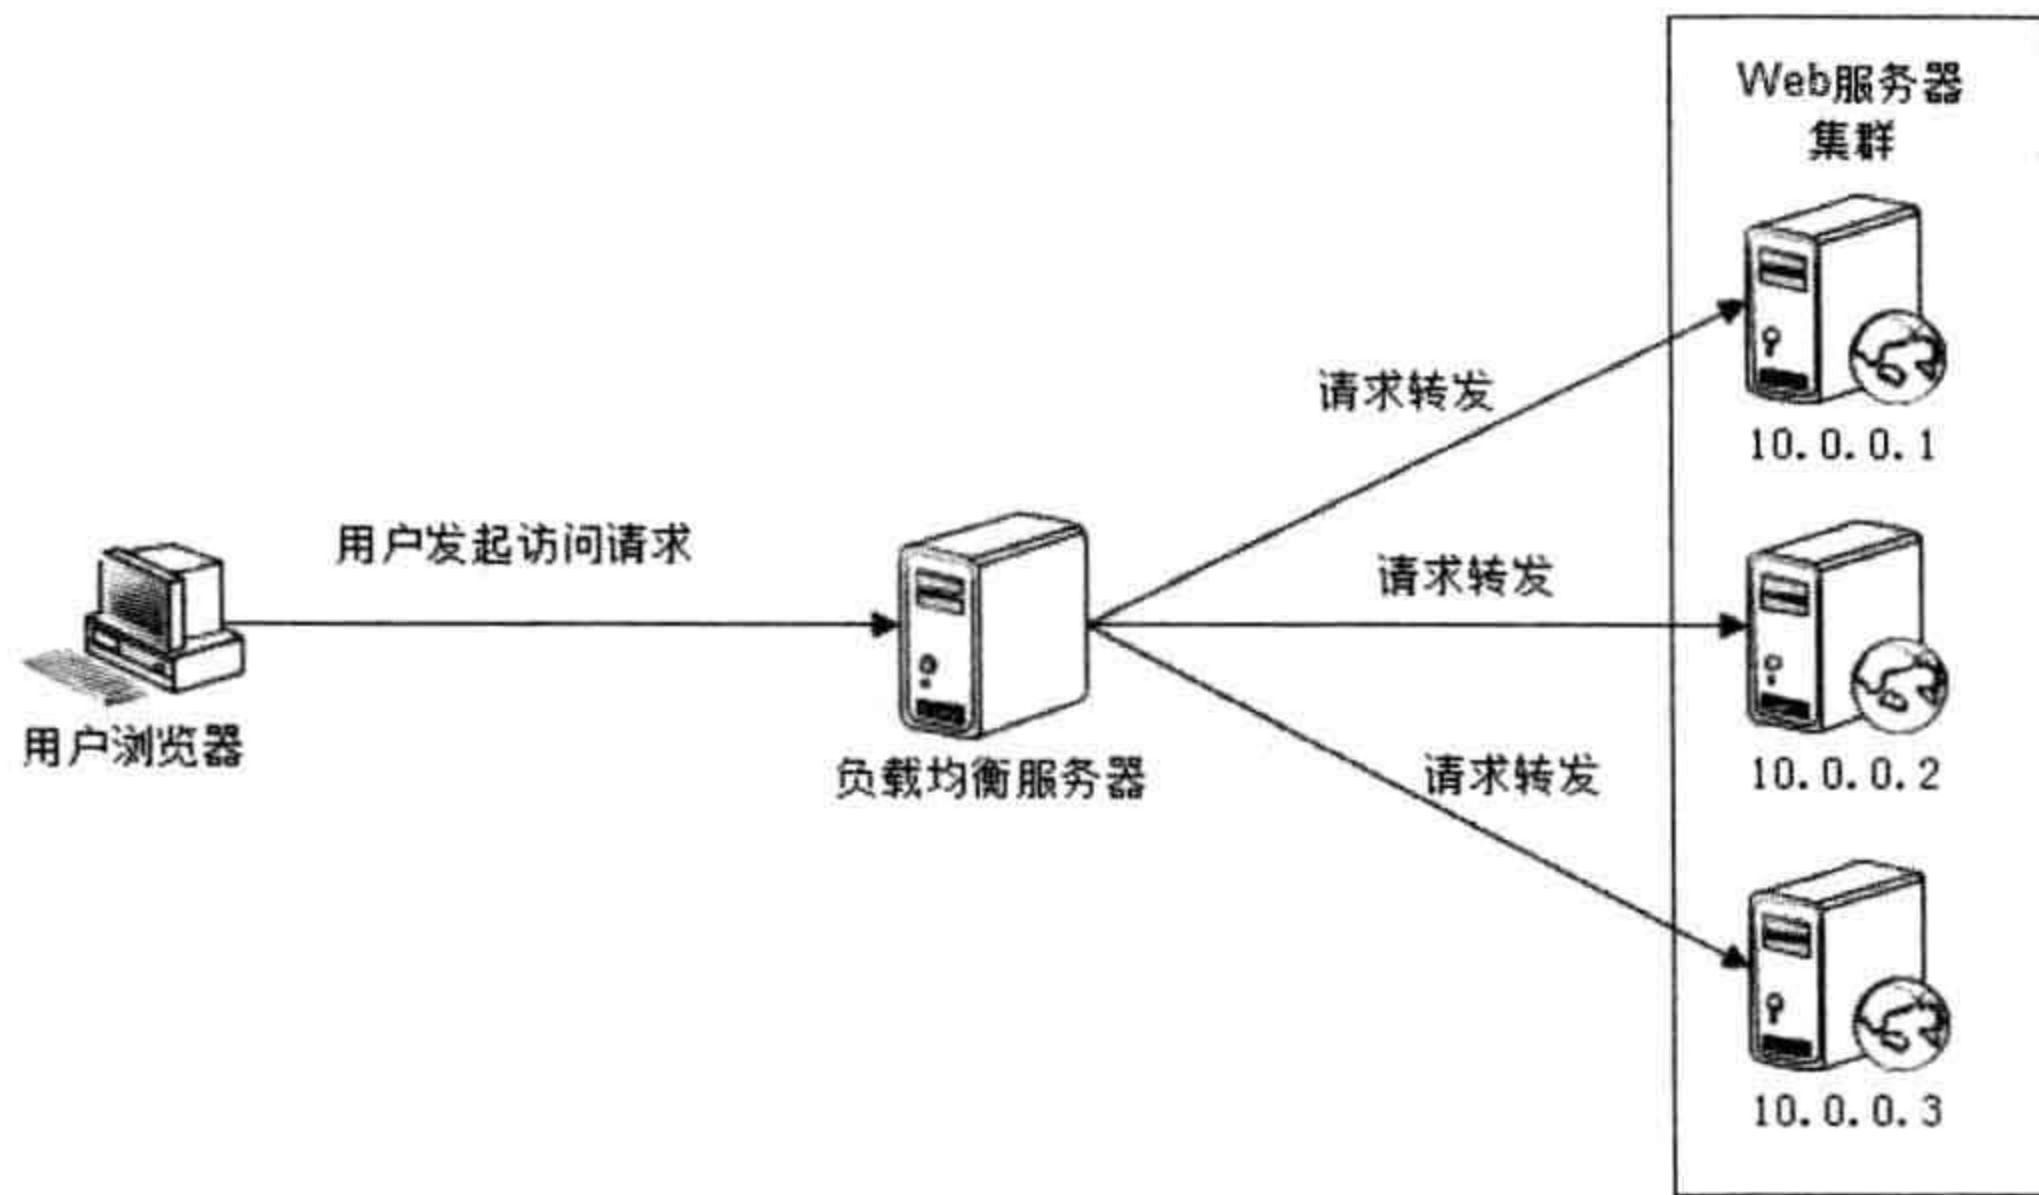 Web服务器
集群
请求转发
10.0.0.1
用户发起访问请求
请求转发
用户浏览器
负载均衡服务器
10.0.0.2
请求转发
10.0.0.3